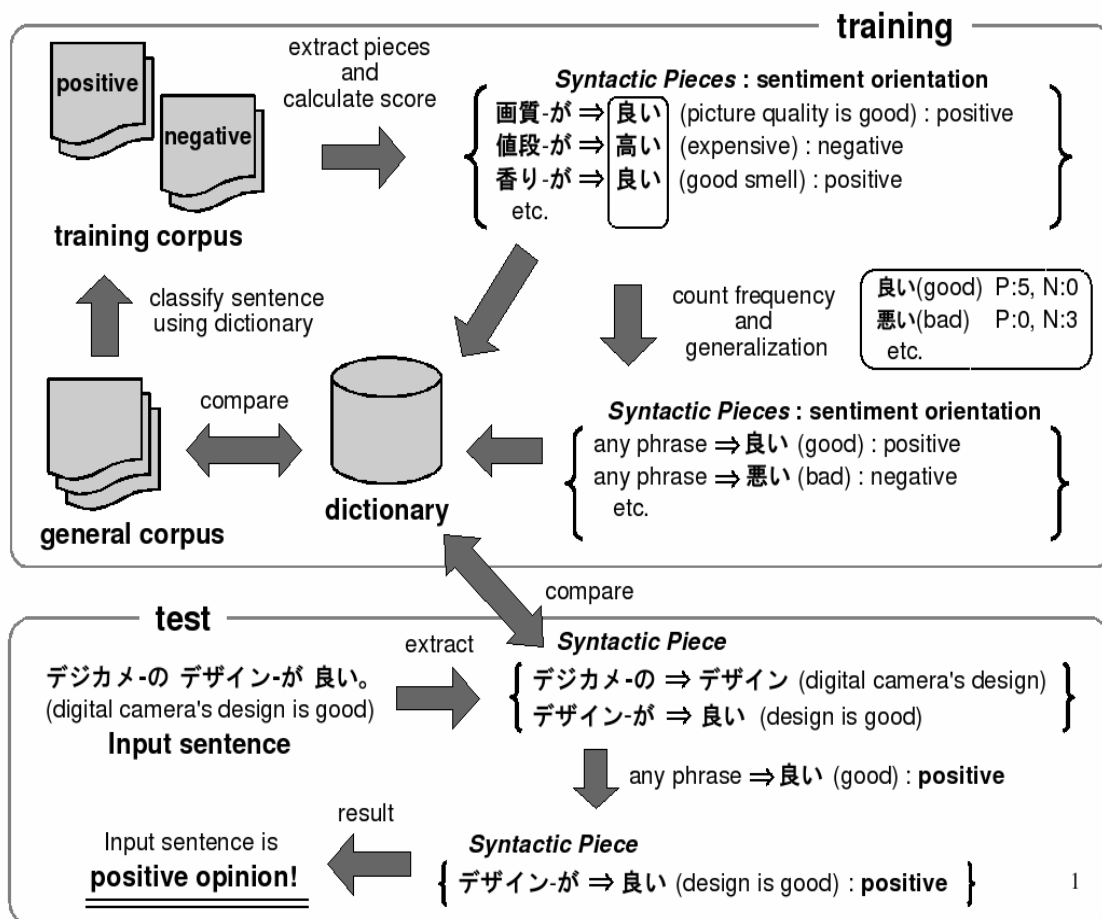 training
positive
negative
training corpus
extract pieces
and
calculate score
Syntactic Pieces : sentiment orientation
画質-が ⇒ 良い (picture quality is good) : positive
値段-が ⇒ 高い (expensive) : negative
香り-が ⇒ 良い (good smell) : positive
etc.
classify sentence
using dictionary
count frequency
and
generalization
良い(good) P:5, N:0
悪い(bad) P:0, N:3
etc.
compare
general corpus
dictionary
Syntactic Pieces : sentiment orientation
any phrase ⇒ 良い (good) : positive
any phrase ⇒ 悪い (bad) : negative
etc.
compare
test
デジカメ-の デザイン-が 良い。
(digital camera's design is good)
Input sentence
extract
Syntactic Piece
デジカメ-の ⇒ デザイン (digital camera's design)
デザイン-が ⇒ 良い (design is good)
any phrase ⇒ 良い (good) : positive
result
Input sentence is
positive opinion!
Syntactic Piece
デザイン-が ⇒ 良い (design is good) : positive
1